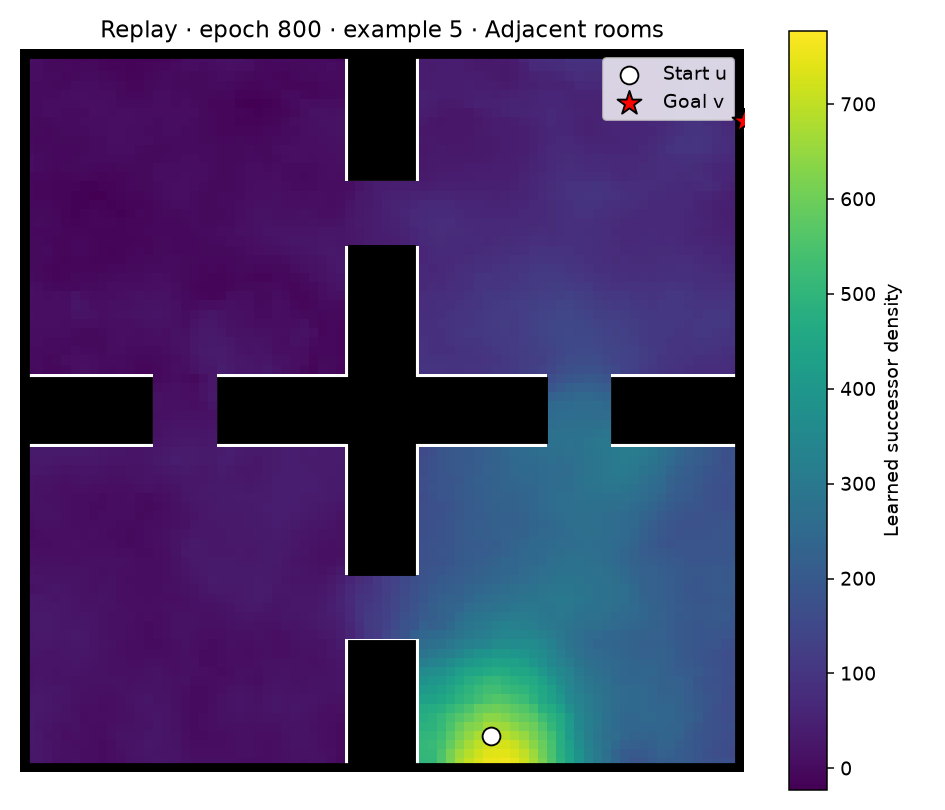 Replay · epoch 800 · example 5 · Adjacent rooms
Start u
Goal v
700
600
500
400
300
200
100
0
Learned successor density